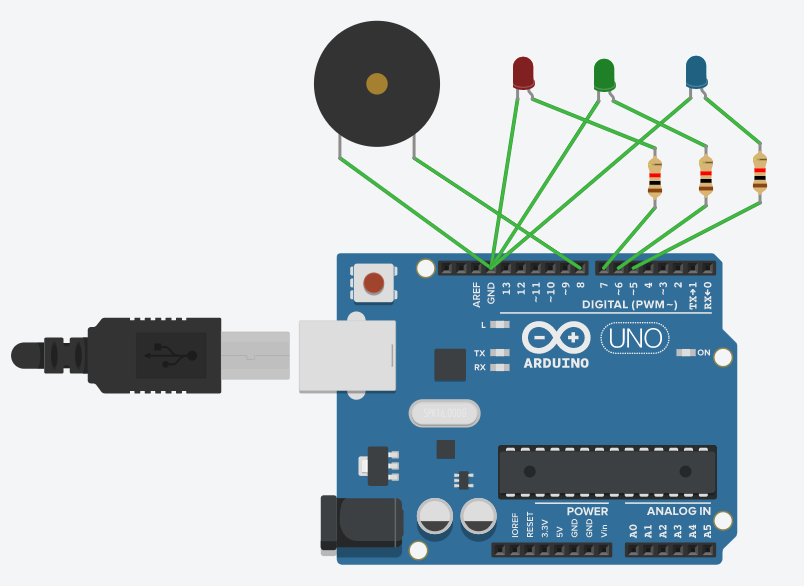 AREF
GND
13
12
~11
~10
~9
8
7
~6
~5
4
~3
2
TX→1
RX←0
DIGITAL (PWM~)
L
TX
RX
ARDUINO
UNO
ON
POWER
ANALOG IN
IOREF
RESET
3.3V
5V
GND
GND
Vin
A0
A1
A2
A3
A4
A5